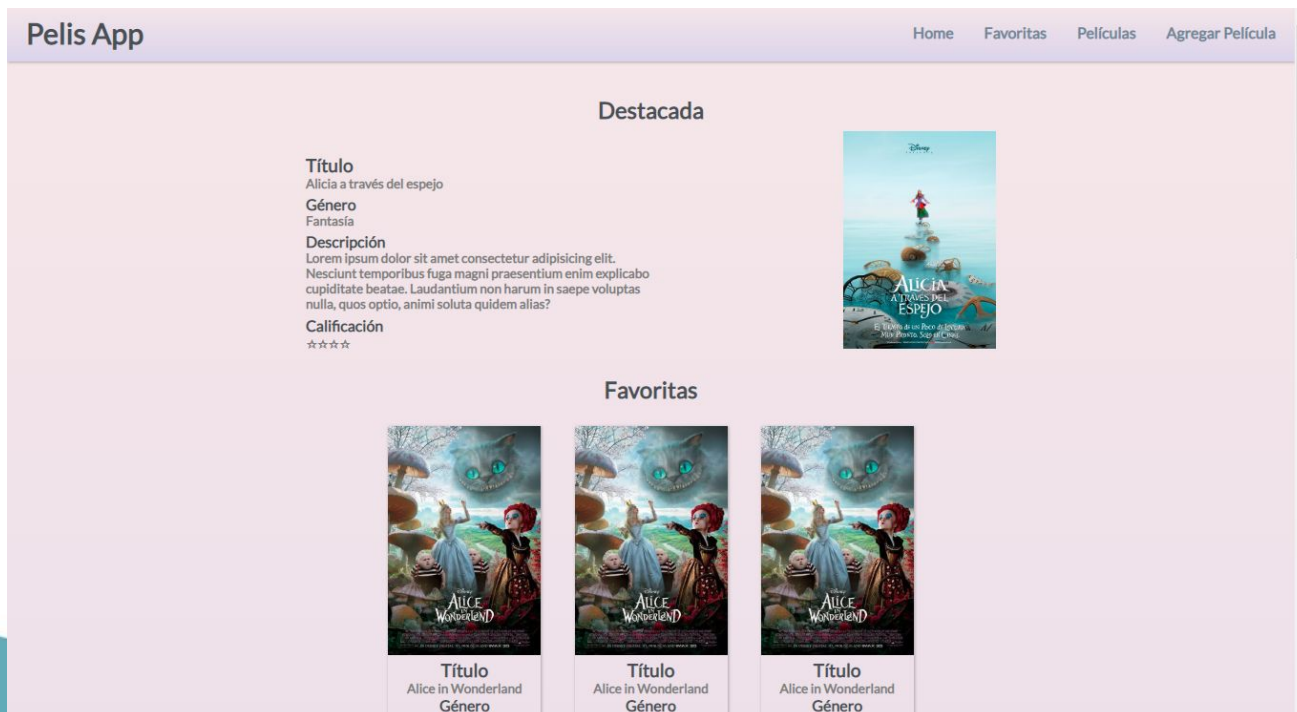 Pelis App
Home Favoritas Películas Agregar Película
Destacada
Título
Alicia a través del espejo
Género
Fantasía
Descripción
Lorem ipsum dolor sit amet consectetur adipisicing elit.
Nesciunt temporibus fuga magni praesentium enim explicabo
cupiditate beatae. Laudantium non harum in saepe voluptas
nulla, quos optio, animi soluta quidem alias?
Calificación
☆☆☆☆
Disney
ALICIA
A TRAVÉS DEL
ESPEJO
Favoritas
Disney
ALICE
IN
WONDERLAND
Disney
ALICE
IN
WONDERLAND
Disney
ALICE
IN
WONDERLAND
Título Título Título
Alice in Wonderland Alice in Wonderland Alice in Wonderland
Género Género Género